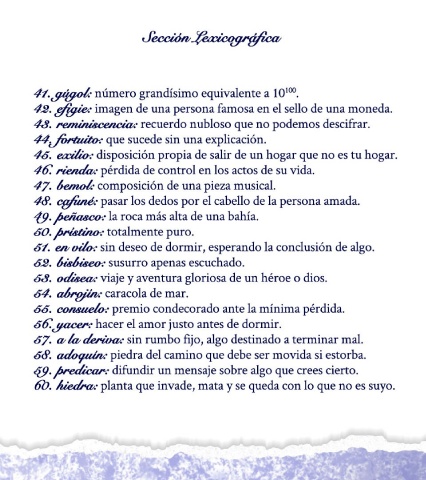 Sección Lexicográfica
41. gúgol: número grandísimo equivalente a 10¹⁰⁰.
42. efigie: imagen de una persona famosa en el sello de una moneda.
43. reminiscencia: recuerdo nubloso que no podemos descifrar.
44. fortuito: que sucede sin una explicación.
45. exilio: disposición propia de salir de un hogar que no es tu hogar.
46. rienda: pérdida de control en los actos de su vida.
47. bemol: composición de una pieza musical.
48. cafuné: pasar los dedos por el cabello de la persona amada.
49. peñasco: la roca más alta de una bahía.
50. prístino: totalmente puro.
51. en vilo: sin deseo de dormir, esperando la conclusión de algo.
52. bisbiseo: susurro apenas escuchado.
53. odisea: viaje y aventura gloriosa de un héroe o dios.
54. abrojín: caracola de mar.
55. consuelo: premio condecorado ante la mínima pérdida.
56. yacer: hacer el amor justo antes de dormir.
57. a la deriva: sin rumbo fijo, algo destinado a terminar mal.
58. adoquín: piedra del camino que debe ser movida si estorba.
59. predicar: difundir un mensaje sobre algo que crees cierto.
60. hiedra: planta que invade, mata y se queda con lo que no es suyo.